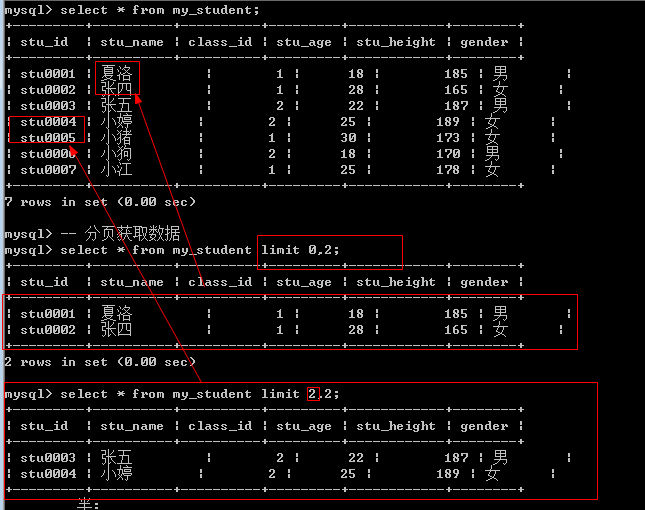 mysql> select * from my_student;
| stu_id | stu_name | class_id | stu_age | stu_height | gender |
| stu0001 | 夏洛 | 1 | 18 | 185 | 男 |
| stu0002 | 张四 | 1 | 28 | 165 | 女 |
| stu0003 | 张五 | 2 | 22 | 187 | 男 |
| stu0004 | 小婷 | 2 | 25 | 189 | 女 |
| stu0005 | 小猪 | 1 | 30 | 173 | 女 |
| stu0006 | 小狗 | 2 | 18 | 170 | 男 |
| stu0007 | 小江 | 1 | 25 | 178 | 女 |
7 rows in set (0.00 sec)
mysql> -- 分页获取数据
mysql> select * from my_student limit 0,2;
| stu_id | stu_name | class_id | stu_age | stu_height | gender |
| stu0001 | 夏洛 | 1 | 18 | 185 | 男 |
| stu0002 | 张四 | 1 | 28 | 165 | 女 |
2 rows in set (0.00 sec)
mysql> select * from my_student limit 2,2;
| stu_id | stu_name | class_id | stu_age | stu_height | gender |
| stu0003 | 张五 | 2 | 22 | 187 | 男 |
| stu0004 | 小婷 | 2 | 25 | 189 | 女 |
半: